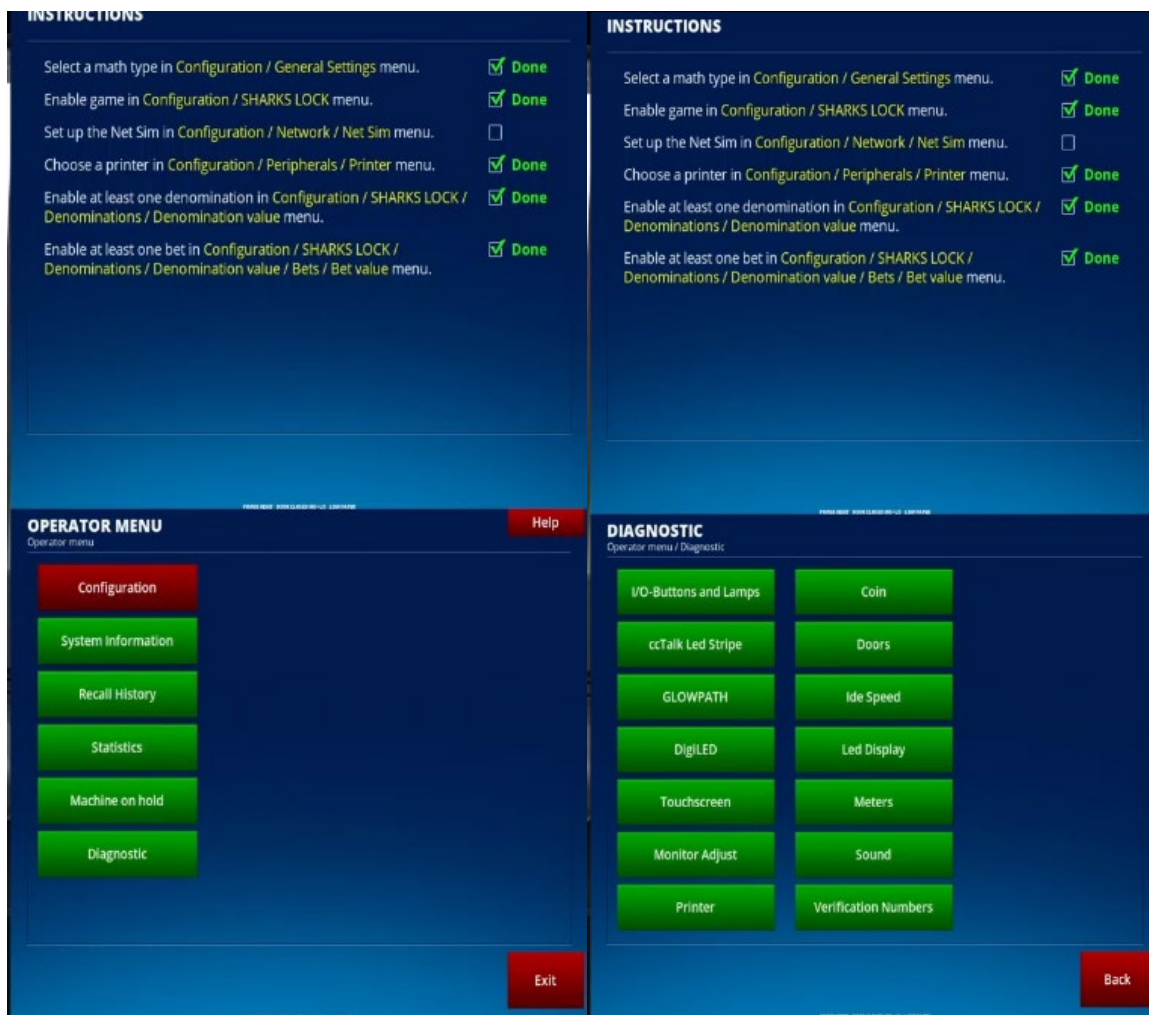 INSTRUCTIONS
Select a math type in Configuration / General Settings menu. Done
Enable game in Configuration / SHARKS LOCK menu. Done
Set up the Net Sim in Configuration / Network / Net Sim menu.
Choose a printer in Configuration / Peripherals / Printer menu. Done
Enable at least one denomination in Configuration / SHARKS LOCK / Done
Denominations / Denomination value menu.
Enable at least one bet in Configuration / SHARKS LOCK / Done
Denominations / Denomination value / Bets / Bet value menu.
OPERATOR MENU
Help
Operator menu
Configuration
System Information
Recall History
Statistics
Machine on hold
Diagnostic
Exit
INSTRUCTIONS
Select a math type in Configuration / General Settings menu. Done
Enable game in Configuration / SHARKS LOCK menu. Done
Set up the Net Sim in Configuration / Network / Net Sim menu.
Choose a printer in Configuration / Peripherals / Printer menu. Done
Enable at least one denomination in Configuration / SHARKS LOCK / Done
Denominations / Denomination value menu.
Enable at least one bet in Configuration / SHARKS LOCK / Done
Denominations / Denomination value / Bets / Bet value menu.
DIAGNOSTIC
Operator menu / Diagnostic
I/O-Buttons and Lamps
Coin
ccTalk Led Stripe
Doors
GLOWPATH
Ide Speed
DigiLED
Led Display
Touchscreen
Meters
Monitor Adjust
Sound
Printer
Verification Numbers
Back